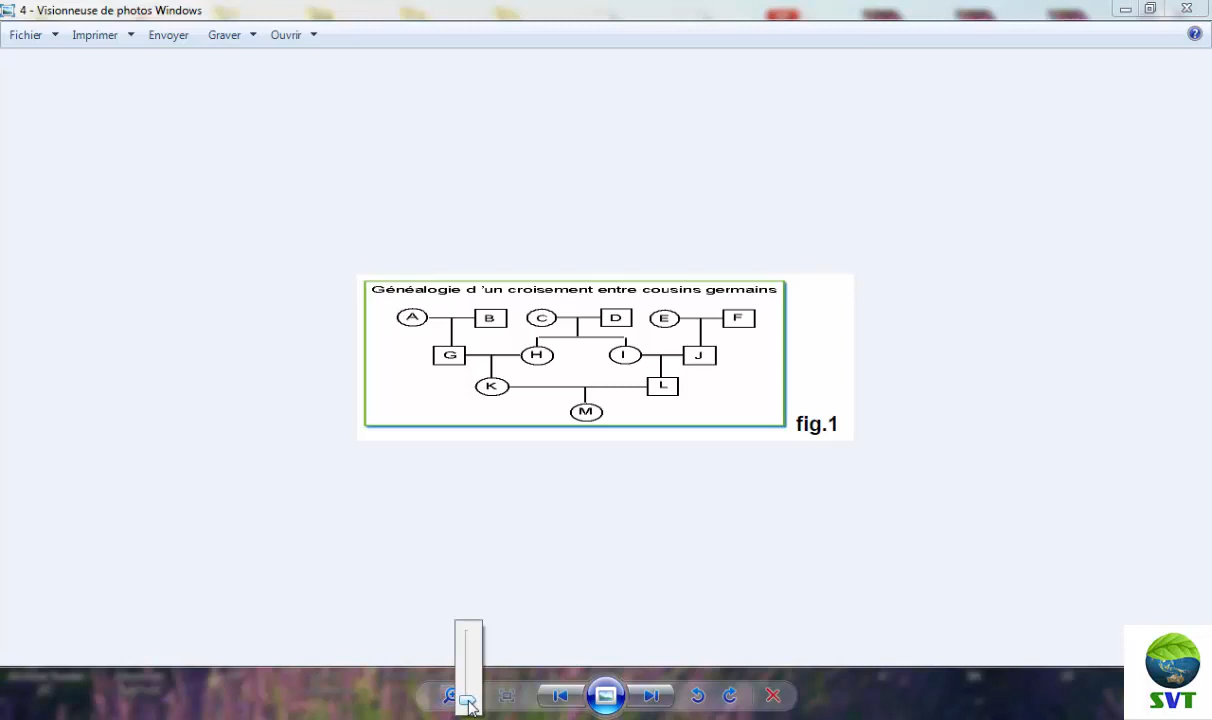 4 - Visionneuse de photos Windows
Fichier Imprimer Envoyer Graver Ouvrir
Généalogie d 'un croisement entre cousins germains
A B C D E F
G H I J
K L
M
fig.1
SVT